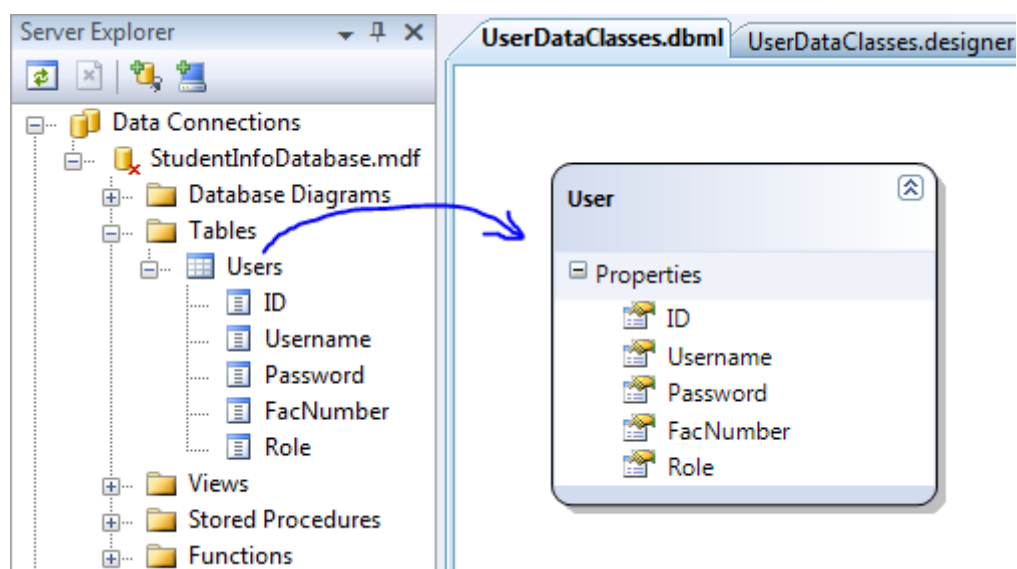 Server Explorer
Data Connections
StudentInfoDatabase.mdf
Database Diagrams
Tables
Users
ID
Username
Password
FacNumber
Role
Views
Stored Procedures
Functions
UserDataClasses.dbml
UserDataClasses.designer
User
Properties
ID
Username
Password
FacNumber
Role